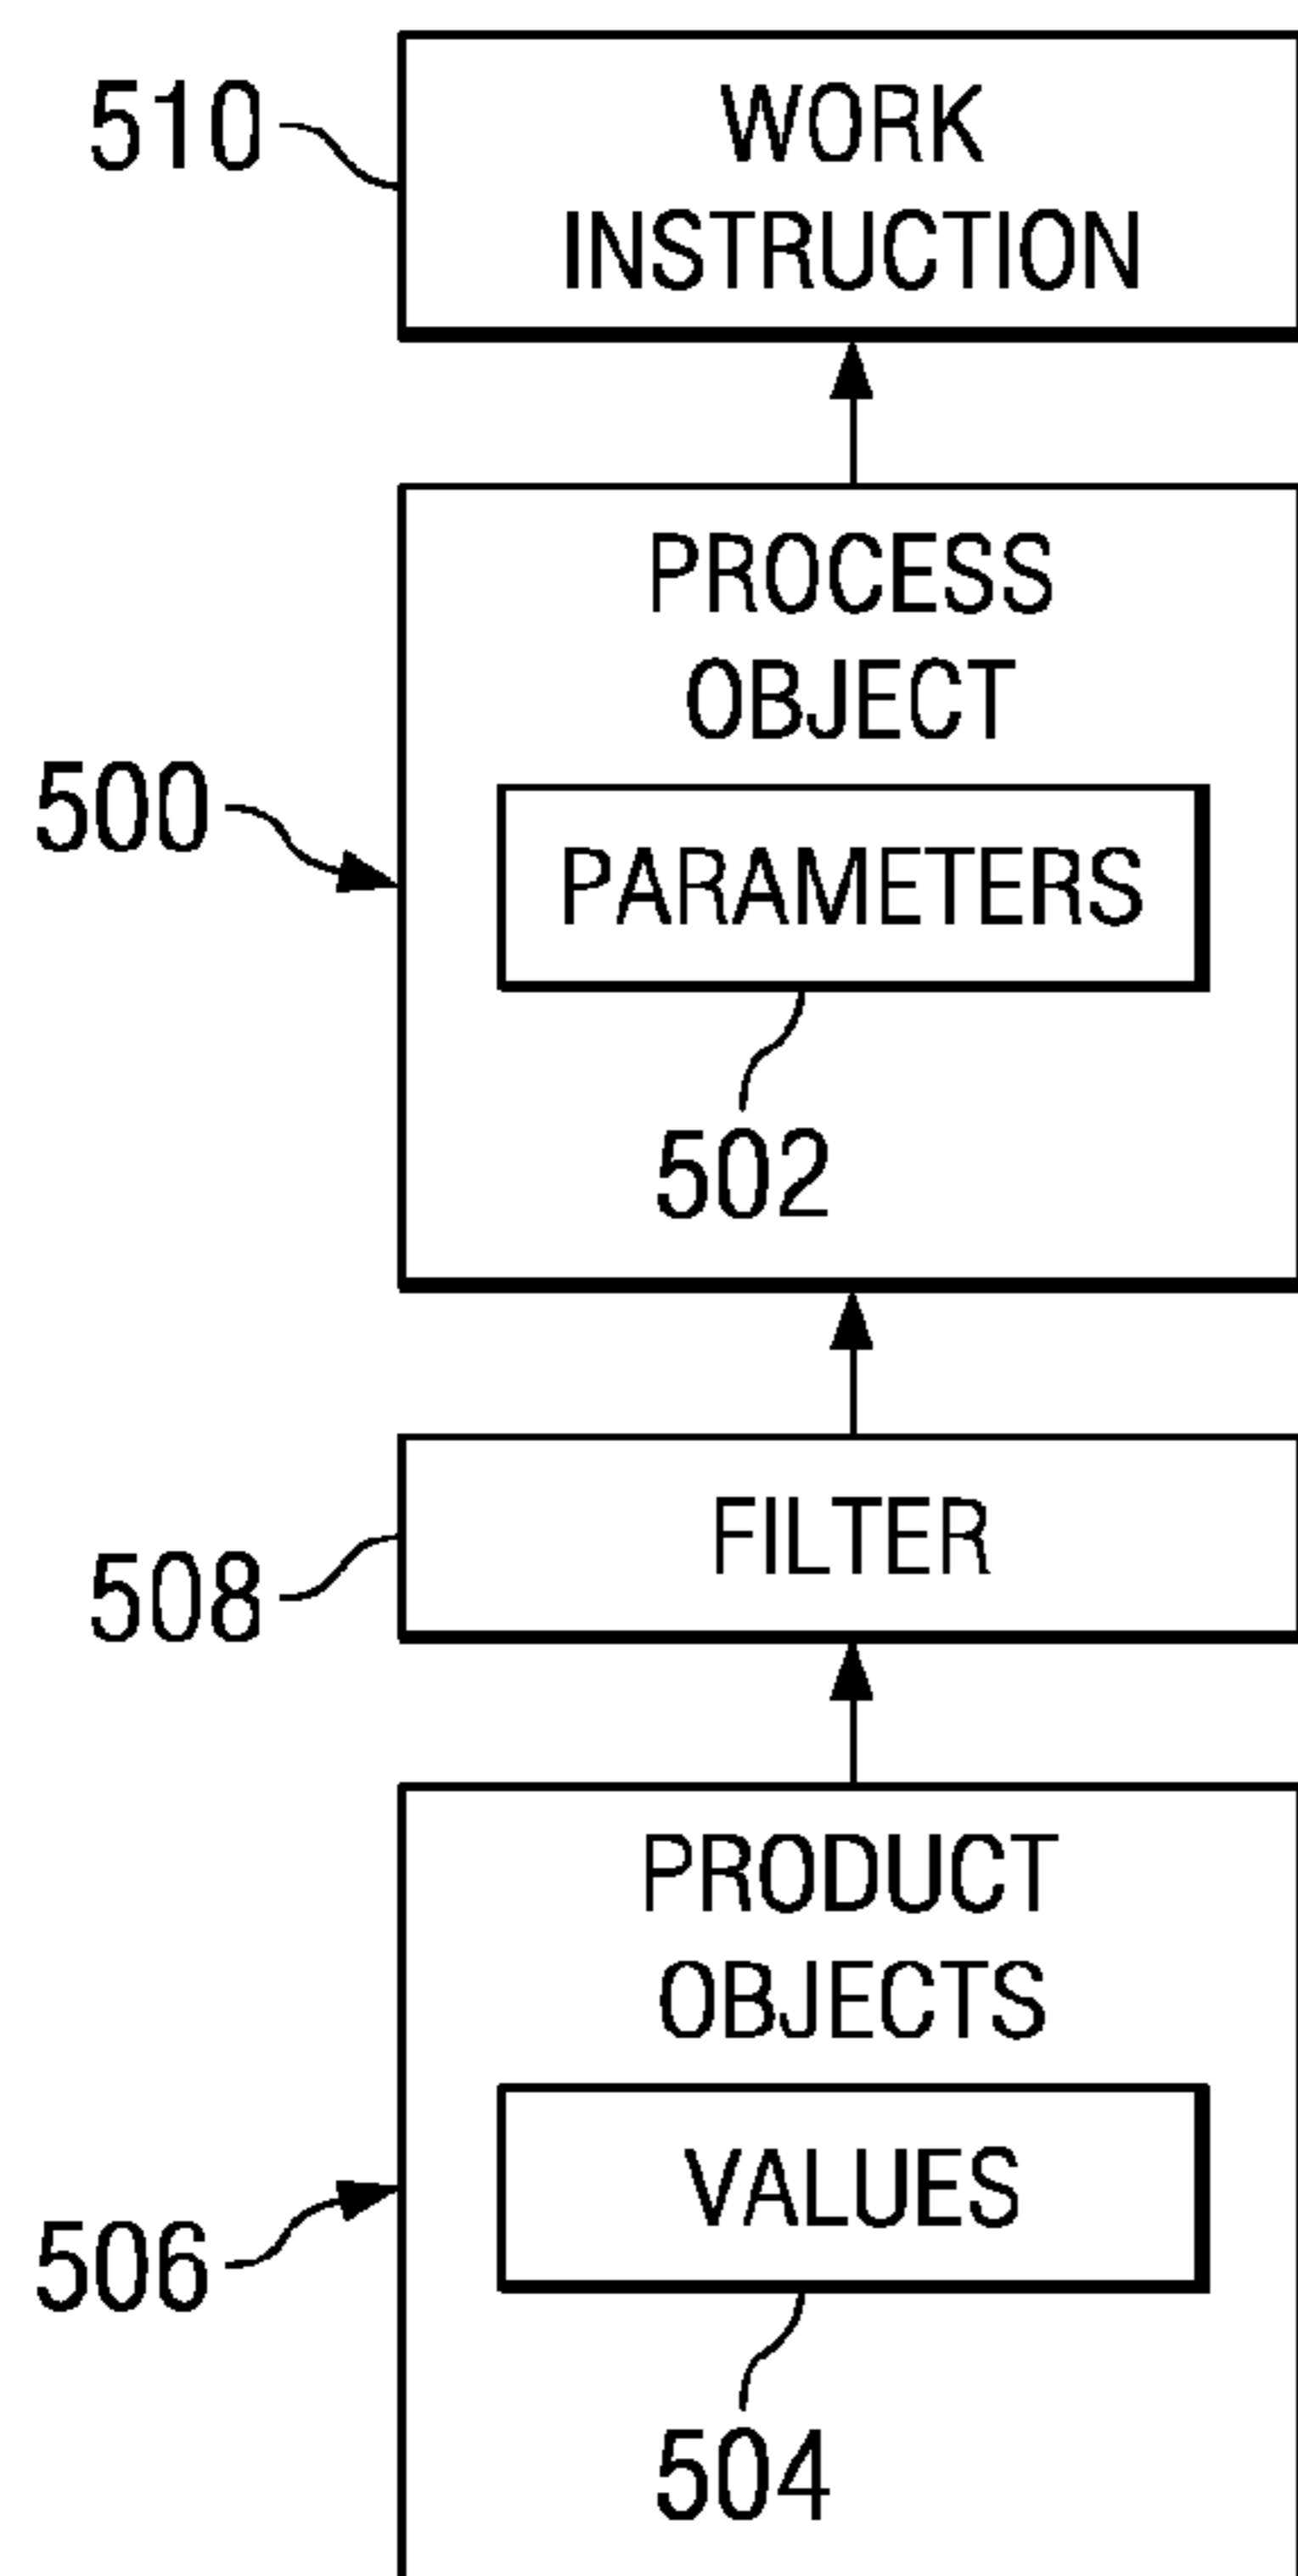 510
WORK
INSTRUCTION
PROCESS
OBJECT
500
PARAMETERS
502
FILTER
508
PRODUCT
OBJECTS
VALUES
506
504